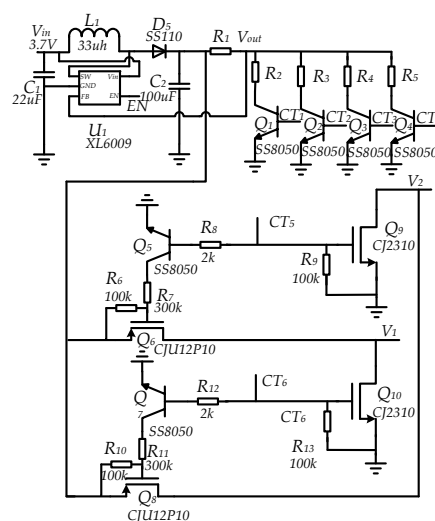 Vin
3.7V
L1
33uh
D5
SS110
R1
Vout
C1
22uF
SW
Vin
GND
FB
EN
EN
U1
XL6009
C2
100uF
R2
R3
R4
R5
CT1
CT2
CT3
CT
Q1
Q2
Q3
Q4
SS8050
SS8050
SS8050
SS8050
V2
Q5
SS8050
R8
2k
CT5
Q9
CJ2310
R9
100k
R6
100k
R7
300k
Q6
CJU12P10
V1
Q
7
SS8050
R12
2k
CT6
CT6
Q10
CJ2310
R13
100k
R10
100k
R11
300k
Q8
CJU12P10